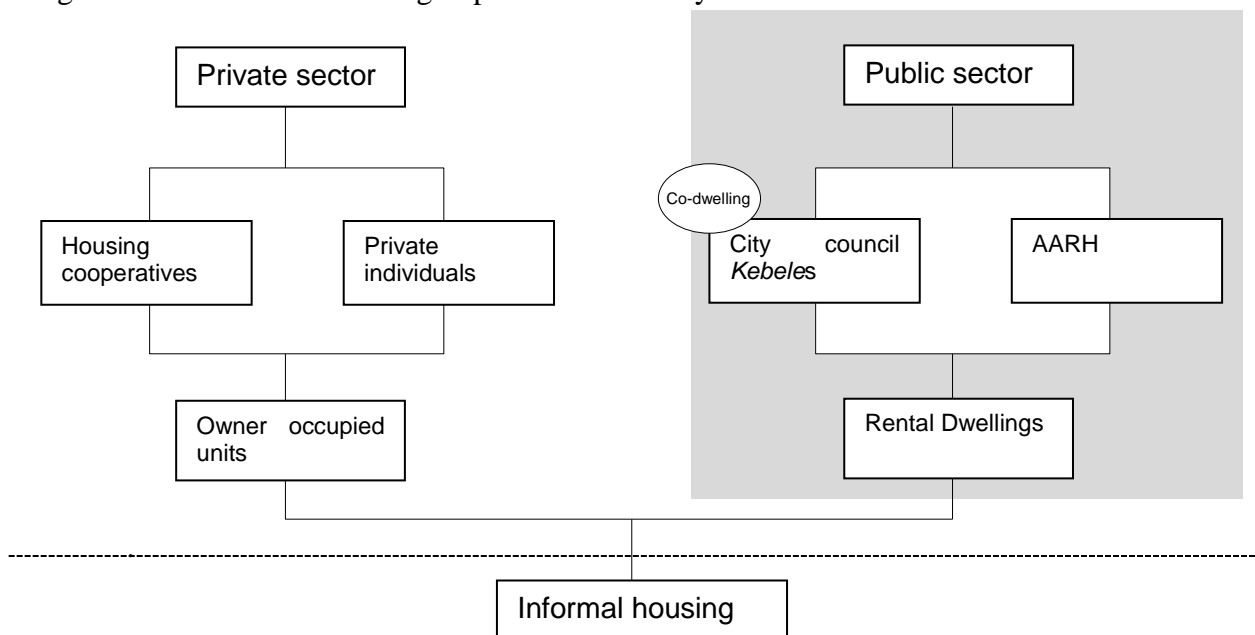 Private sector
Public sector
Co-dwelling
Housing
cooperatives
Private
individuals
City council
Kebeles
AARH
Owner occupied
units
Rental Dwellings
Informal housing